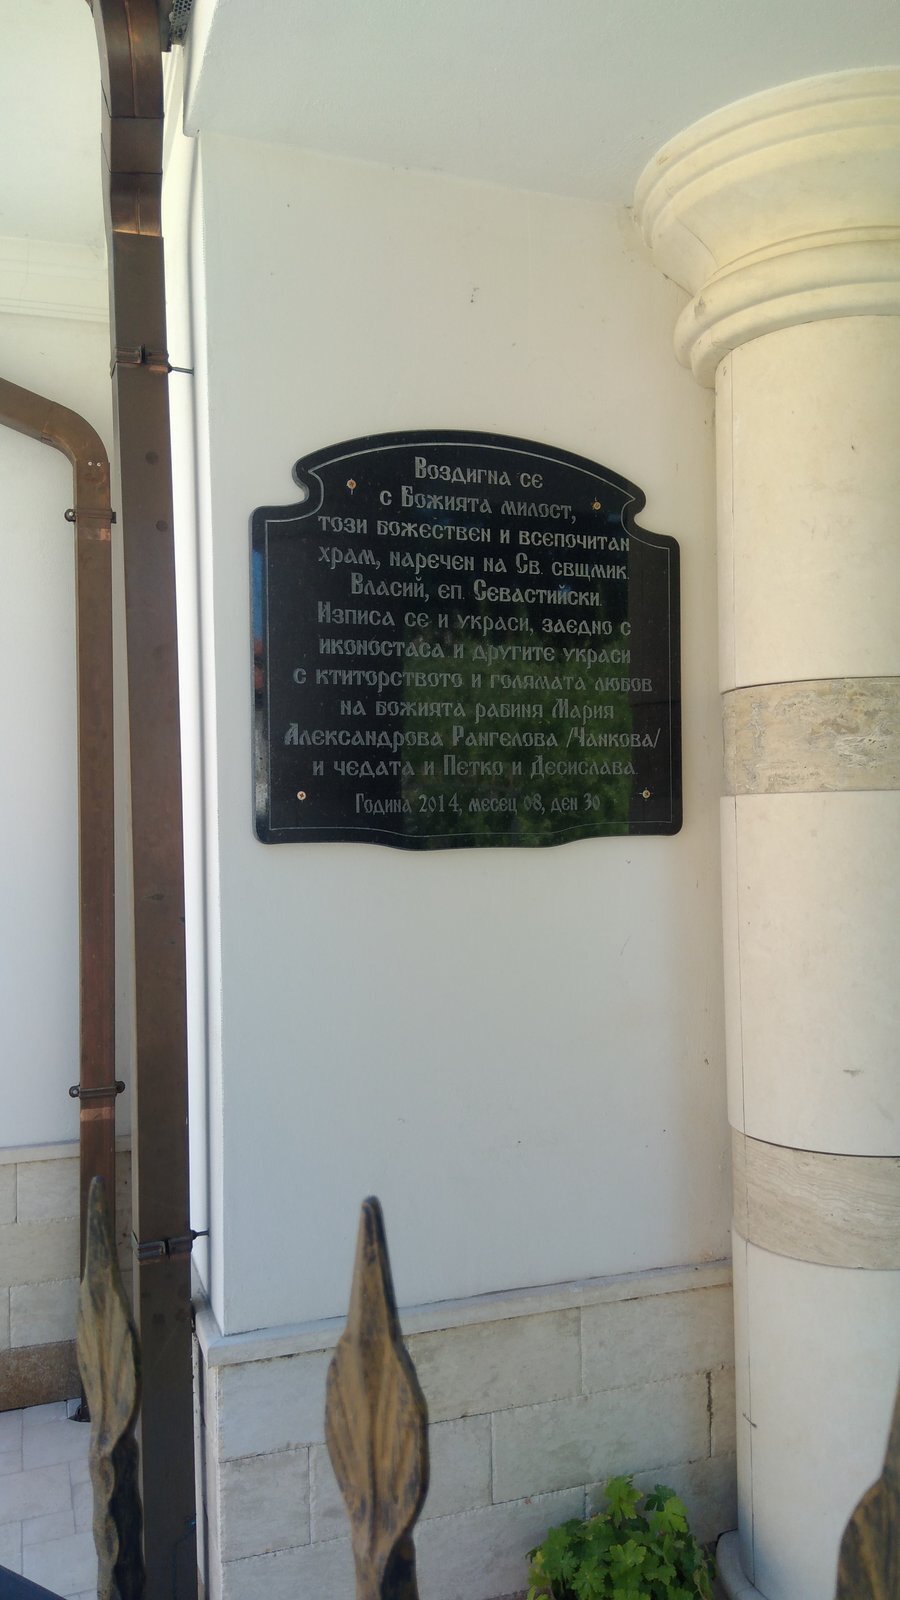 Воздигна се
с Божията милост,
този божествен и всепочитан
храм, наречен на Св. свщмик.
Власий, еп. Севастийски.
Изписа се и украси, заедно с
иконостаса и другите украси
с ктиторството и голямата любов
на божията рабиня Мария
Александрова Рангелова /Чанкова/
и чедата и Петко и Десислава.
Година 2014, месец 08, ден 30